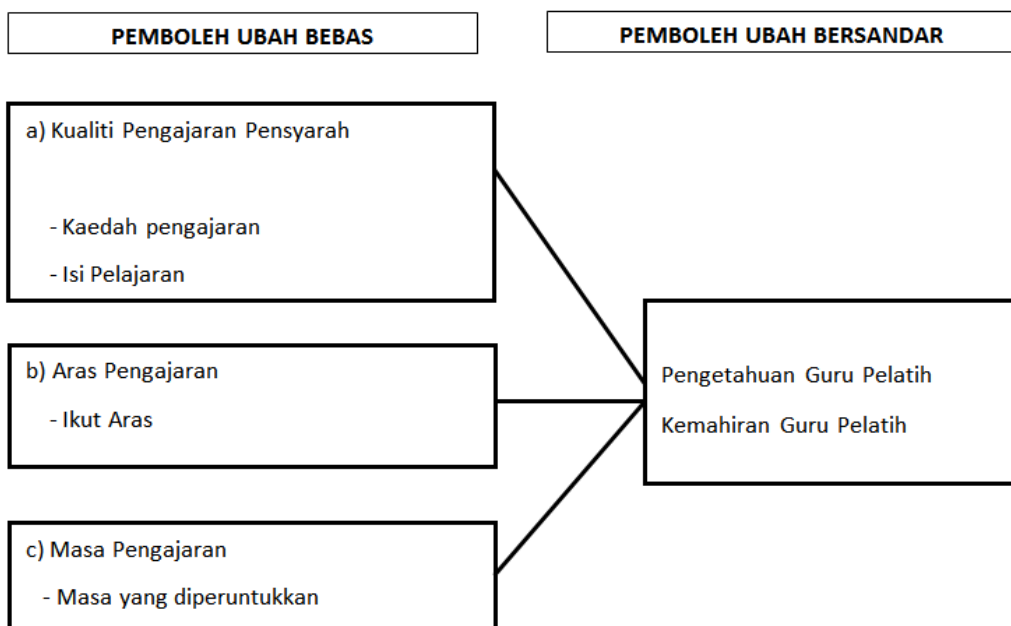 PEMBOLEH UBAH BEBAS
PEMBOLEH UBAH BERSANDAR
a) Kualiti Pengajaran Pensyarah
- Kaedah pengajaran
- Isi Pelajaran
b) Aras Pengajaran
- Ikut Aras
c) Masa Pengajaran
- Masa yang diperuntukkan
Pengetahuan Guru Pelatih
Kemahiran Guru Pelatih